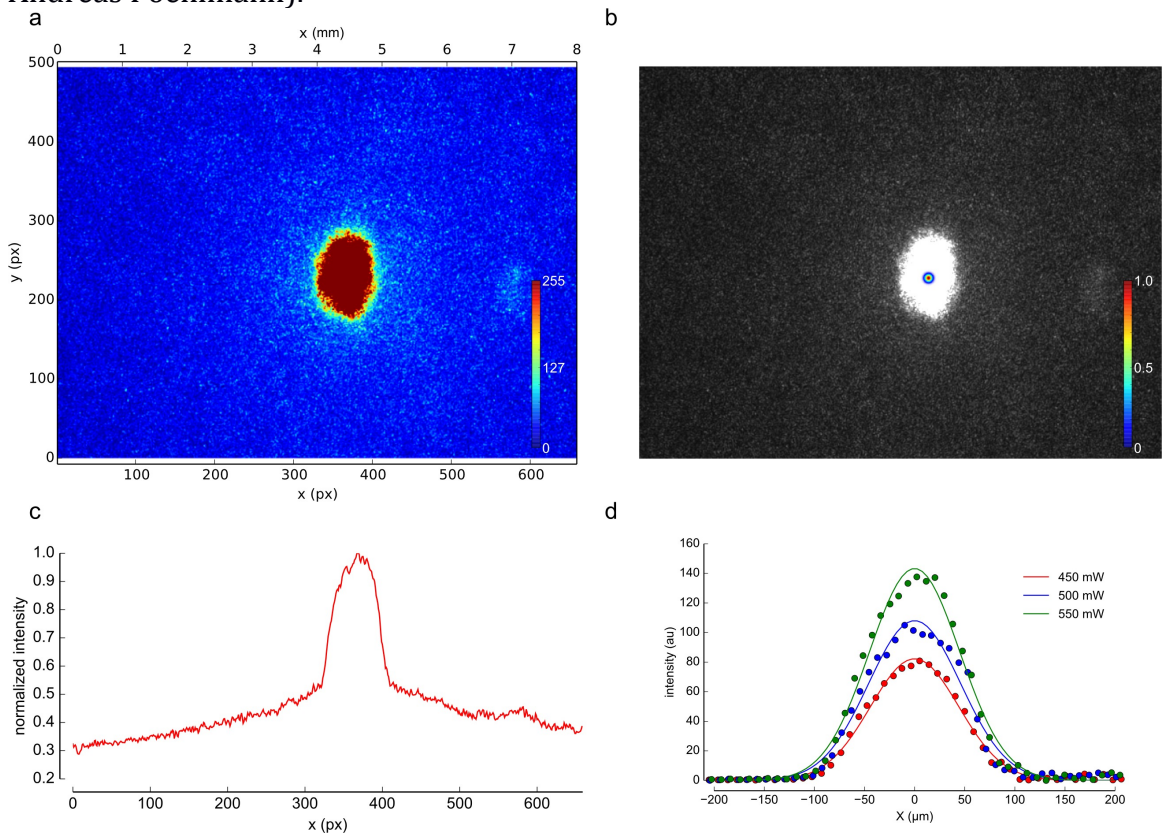 a
x (mm)
0 1 2 3 4 5 6 7 8
500
400
300
200
100
0
y (px)
255
127
0
100 200 300 400 500 600
x (px)
b
1.0
0.5
0
c
1.0
0.9
0.8
0.7
0.6
0.5
0.4
0.3
0.2
normalized intensity
0 100 200 300 400 500 600
x (px)
d
160
140
120
100
80
60
40
20
0
intensity (au)
450 mW
500 mW
550 mW
−200 −150 −100 −50 0 50 100 150 200
X (µm)